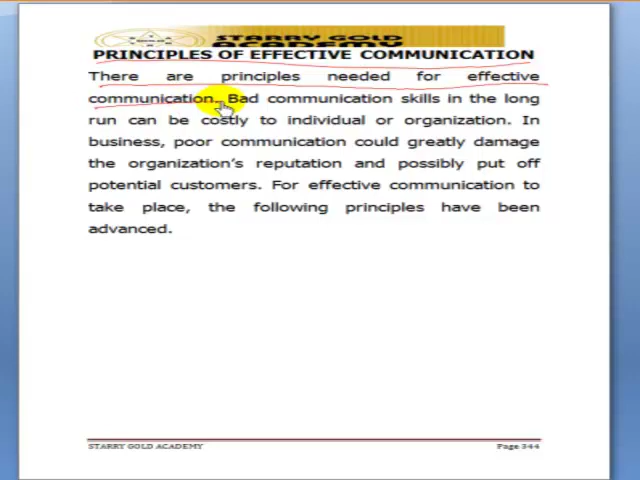 STARRY GOLD
ACADEMY
PRINCIPLES OF EFFECTIVE COMMUNICATION
There are principles needed for effective
communication. Bad communication skills in the long
run can be costly to individual or organization. In
business, poor communication could greatly damage
the organization's reputation and possibly put off
potential customers. For effective communication to
take place, the following principles have been
advanced.
STARRY GOLD ACADEMY Page 344